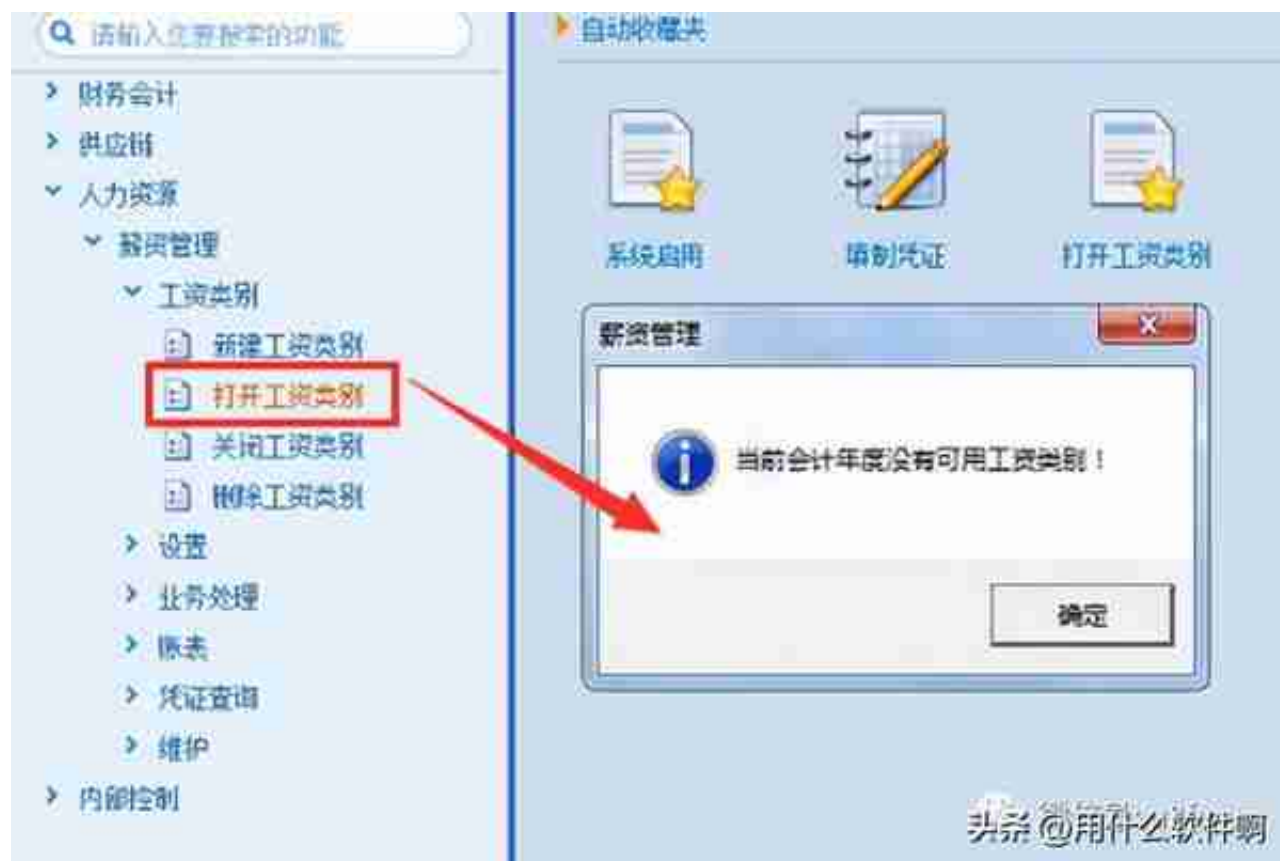 请输入您要搜索的功能
财务会计
供应链
人力资源
薪资管理
工资类别
新建工资类别
打开工资类别
关闭工资类别
删除工资类别
设置
业务处理
账表
凭证查询
维护
内部控制
自动收藏夹
系统启用
填制凭证
打开工资类别
薪资管理
当前会计年度没有可用工资类别！
确定
头条 @用什么软件啊